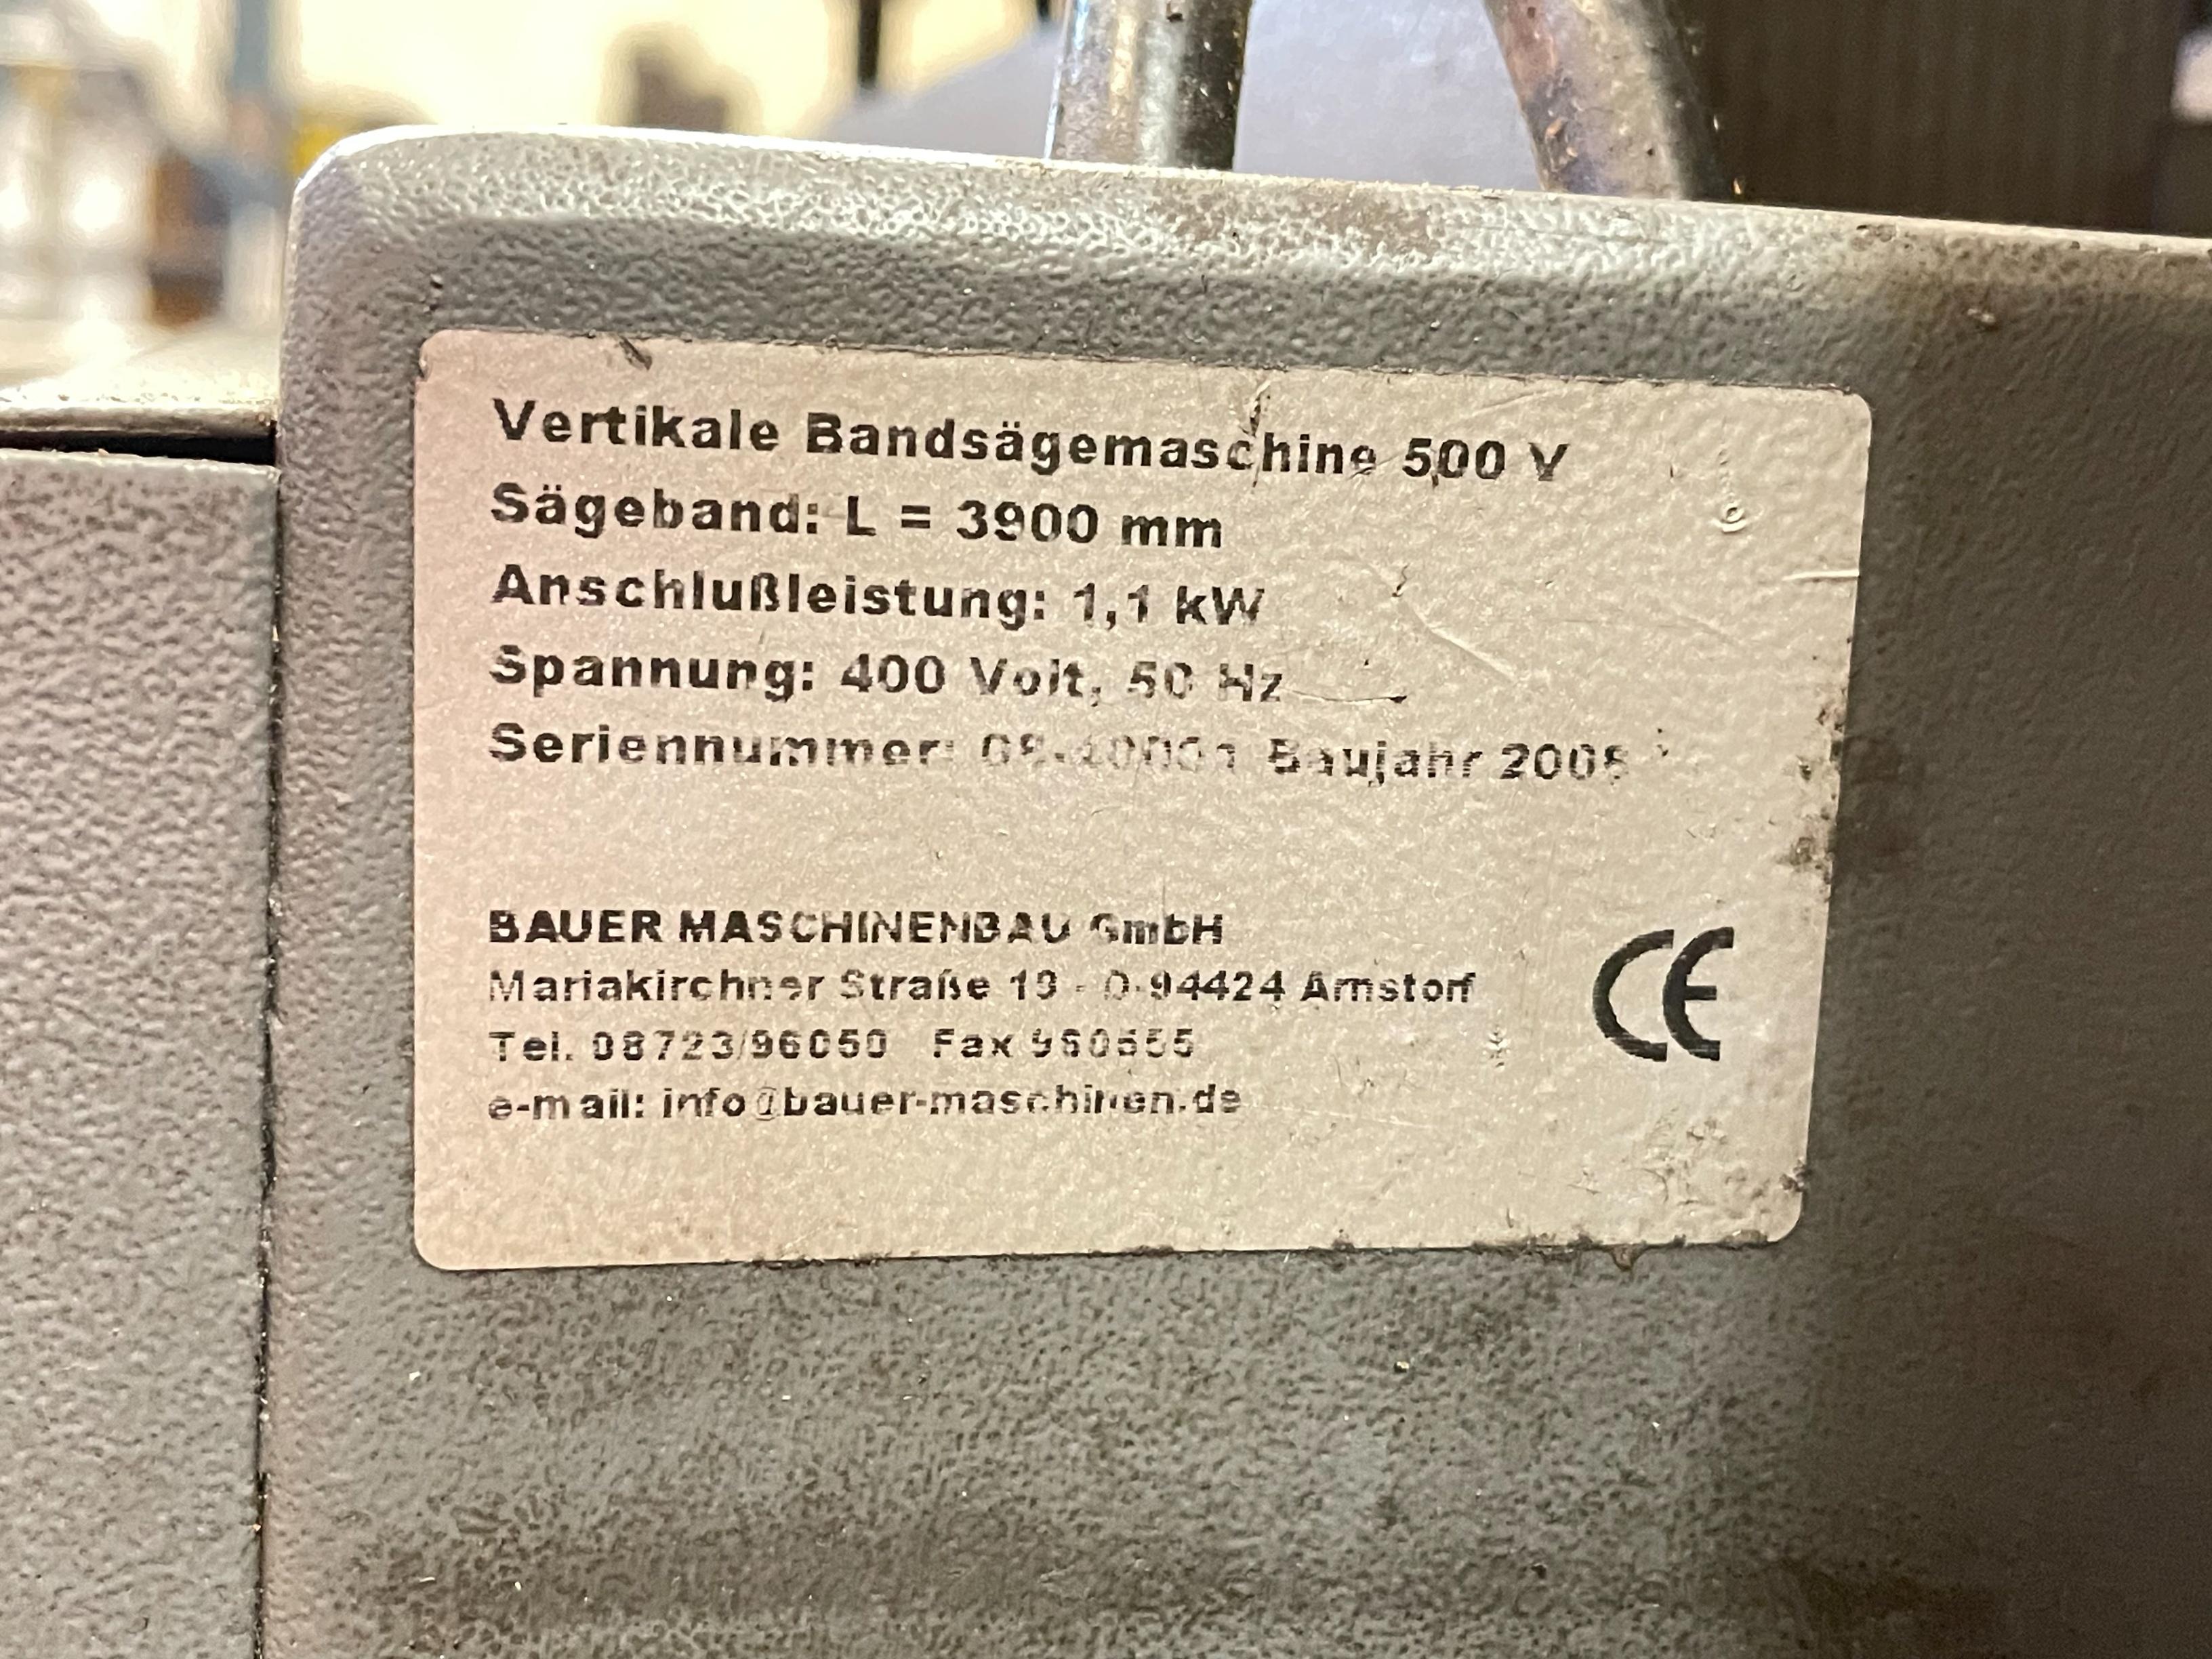 Vertikale Bandsägemaschine 500 V
Sägeband: L = 3900 mm
Anschlußleistung: 1,1 kW
Spannung: 400 Volt, 50 Hz
Seriennummer: Baujahr 2008
BAUER MASCHINENBAU GmbH
Mariakirchner Straße 19 - D-94424 Arnstorf
Tel. 08723/96050 Fax
e-mail: info@bauer-maschinen.de
CE